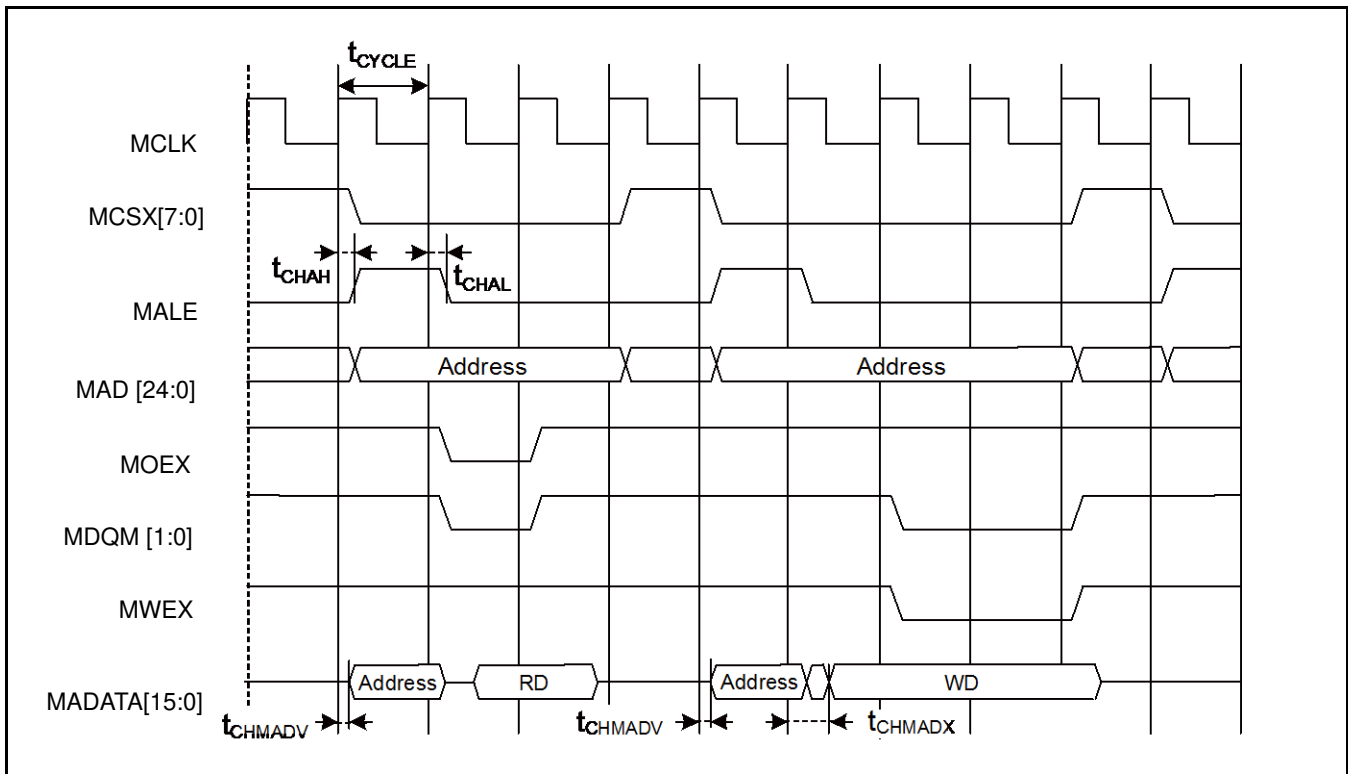 tCYCLE
MCLK
MCSX[7:0]
tCHAH
tCHAL
MALE
Address
Address
MAD [24:0]
MOEX
MDQM [1:0]
MWEX
Address
RD
Address
WD
MADATA[15:0]
tCHMADV
tCHMADV
tCHMADX